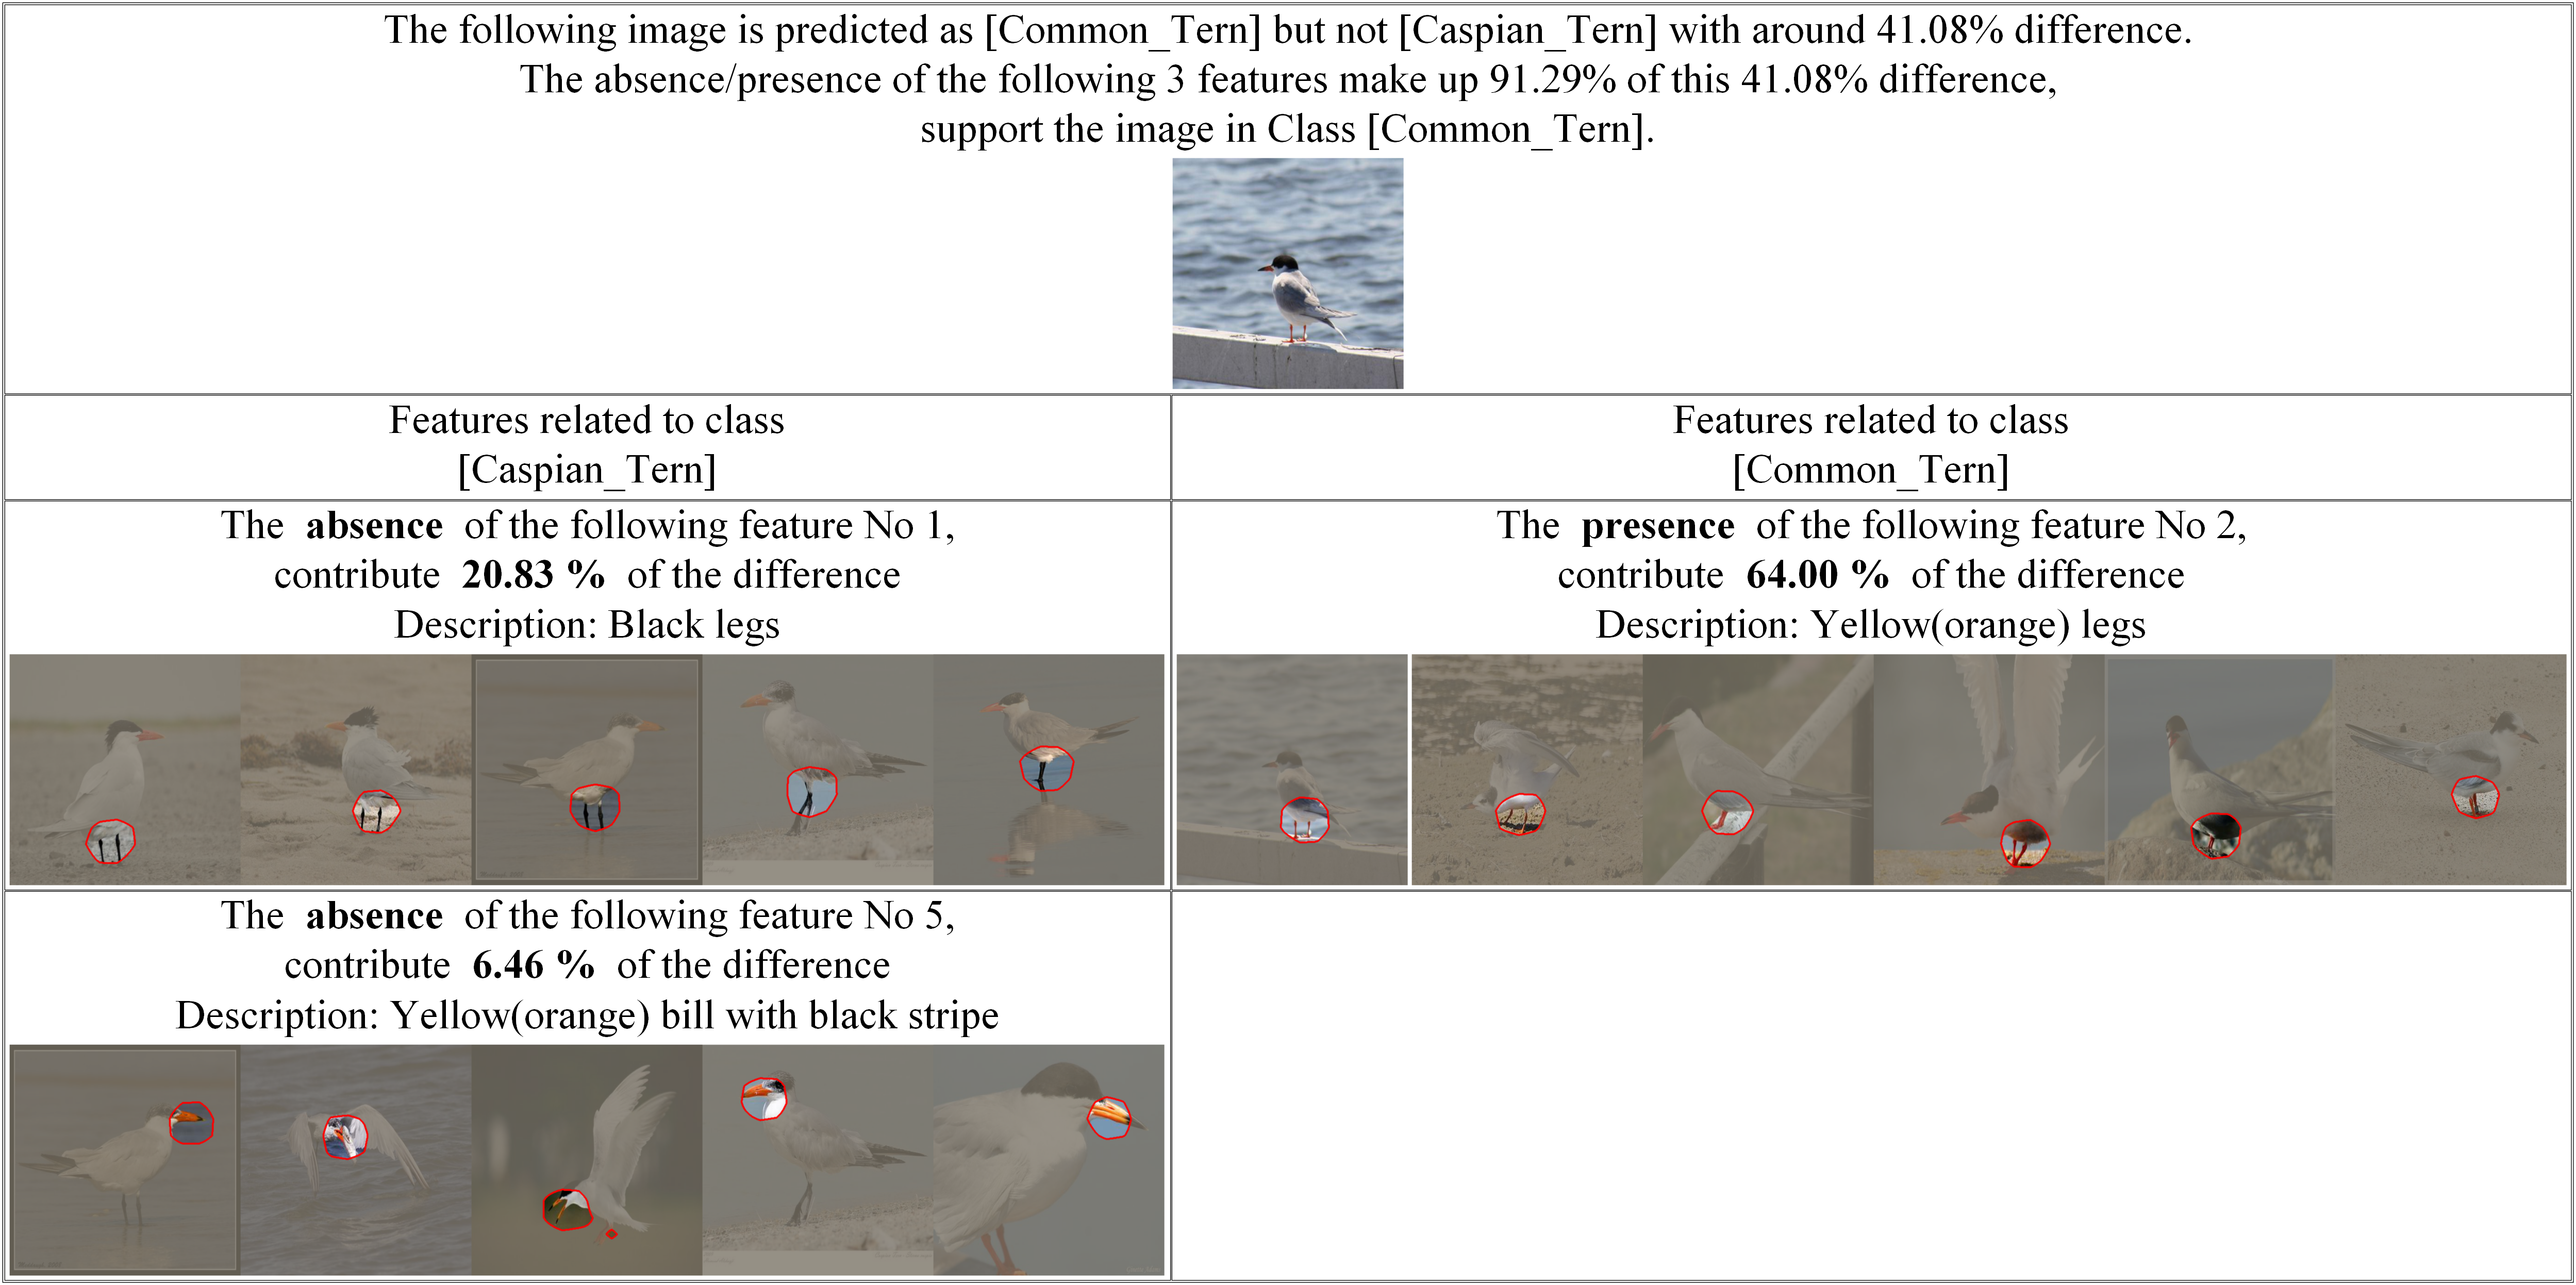 The following image is predicted as [Common_Tern] but not [Caspian_Tern] with around 41.08% difference.
The absence/presence of the following 3 features make up 91.29% of this 41.08% difference,
support the image in Class [Common_Tern].
Features related to class
[Caspian_Tern]
Features related to class
[Common_Tern]
The absence of the following feature No 1,
contribute 20.83 % of the difference
Description: Black legs
The presence of the following feature No 2,
contribute 64.00 % of the difference
Description: Yellow(orange) legs
The absence of the following feature No 5,
contribute 6.46 % of the difference
Description: Yellow(orange) bill with black stripe